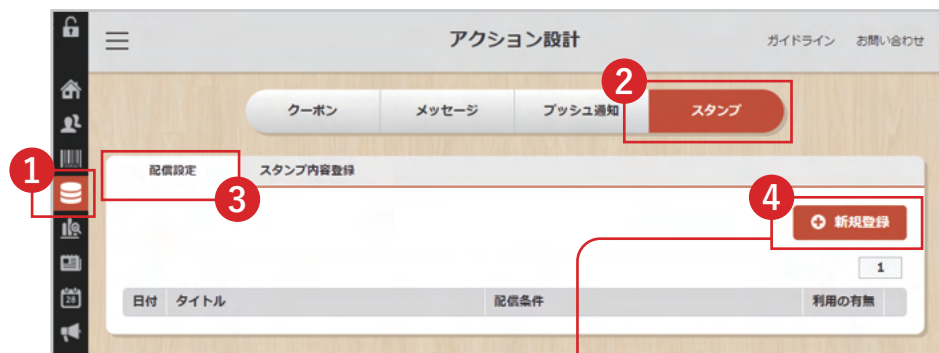 アクション設計
ガイドライン お問い合わせ
2
クーポン メッセージ プッシュ通知 スタンプ
1
配信設定 スタンプ内容登録
3
4
新規登録
1
28
日付 タイトル 配信条件 利用の有無